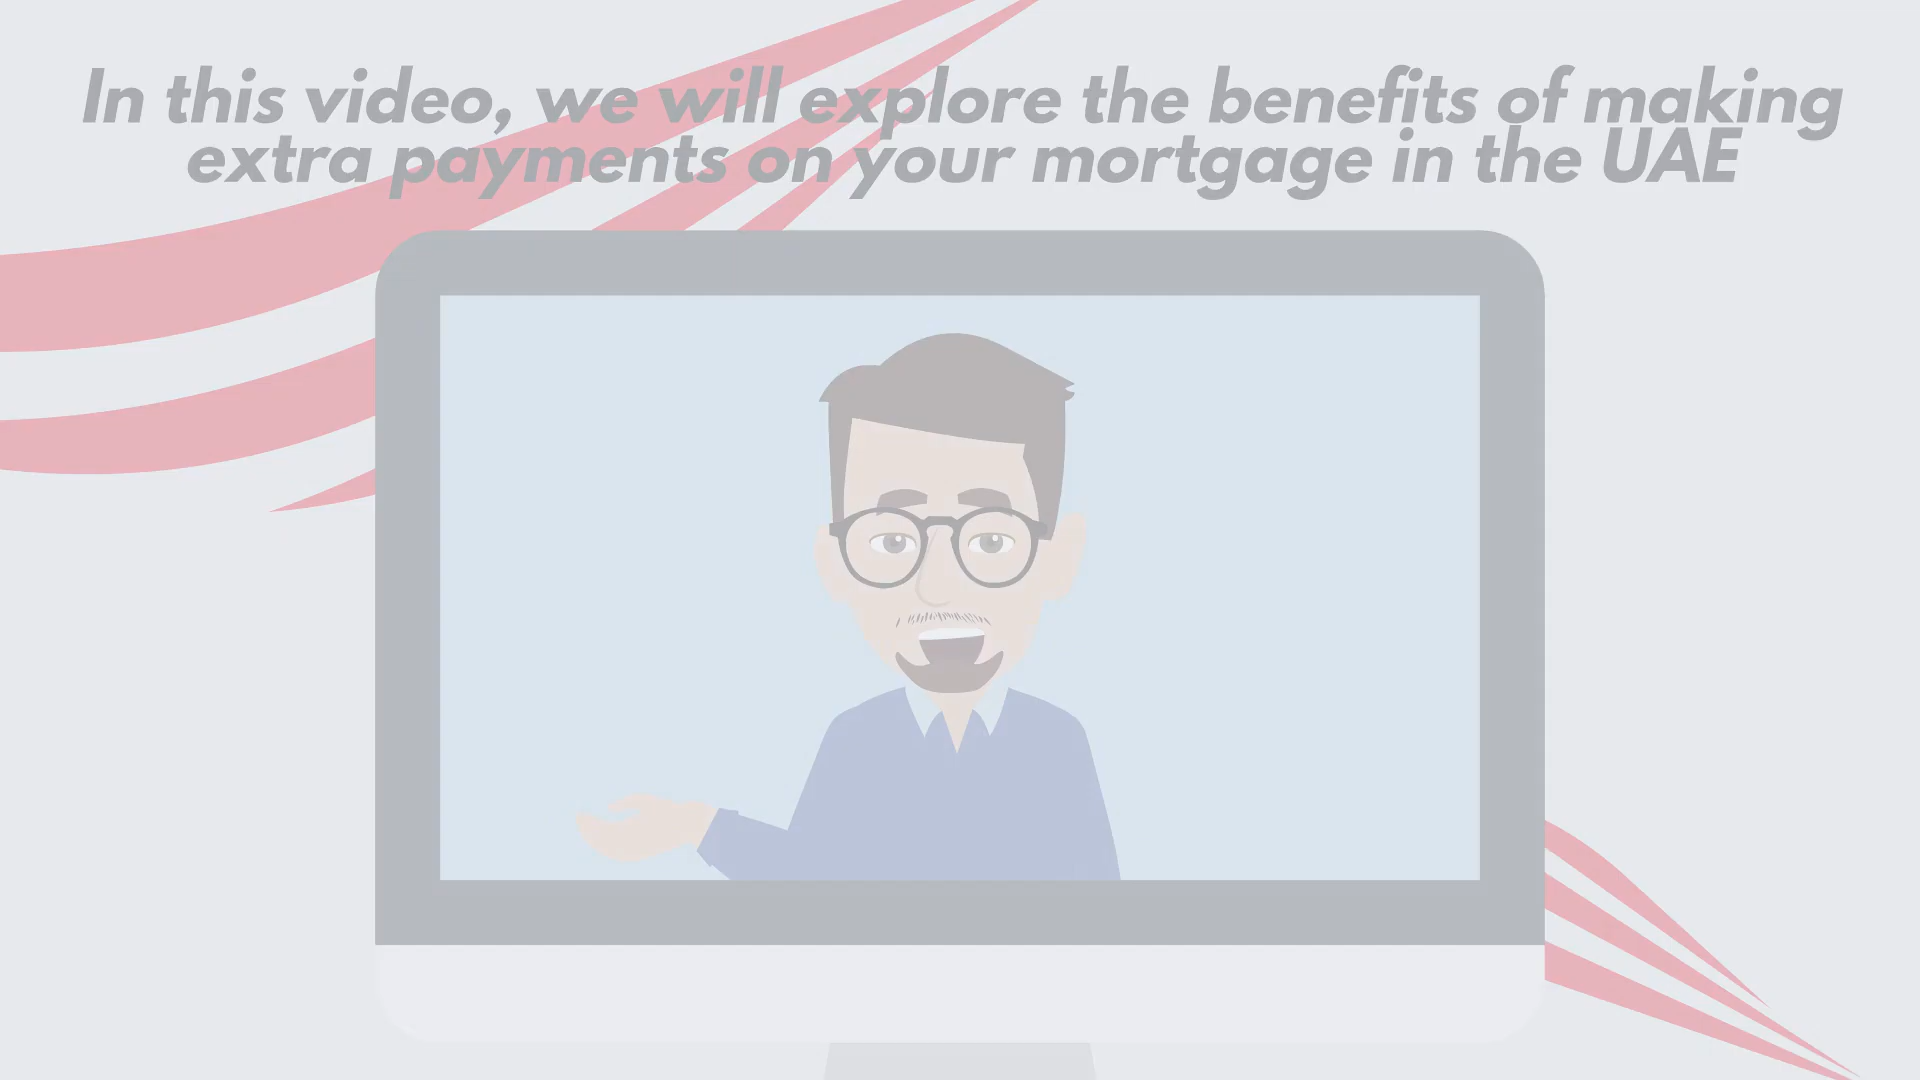 In this video, we will explore the benefits of making
extra payments on your mortgage in the UAE